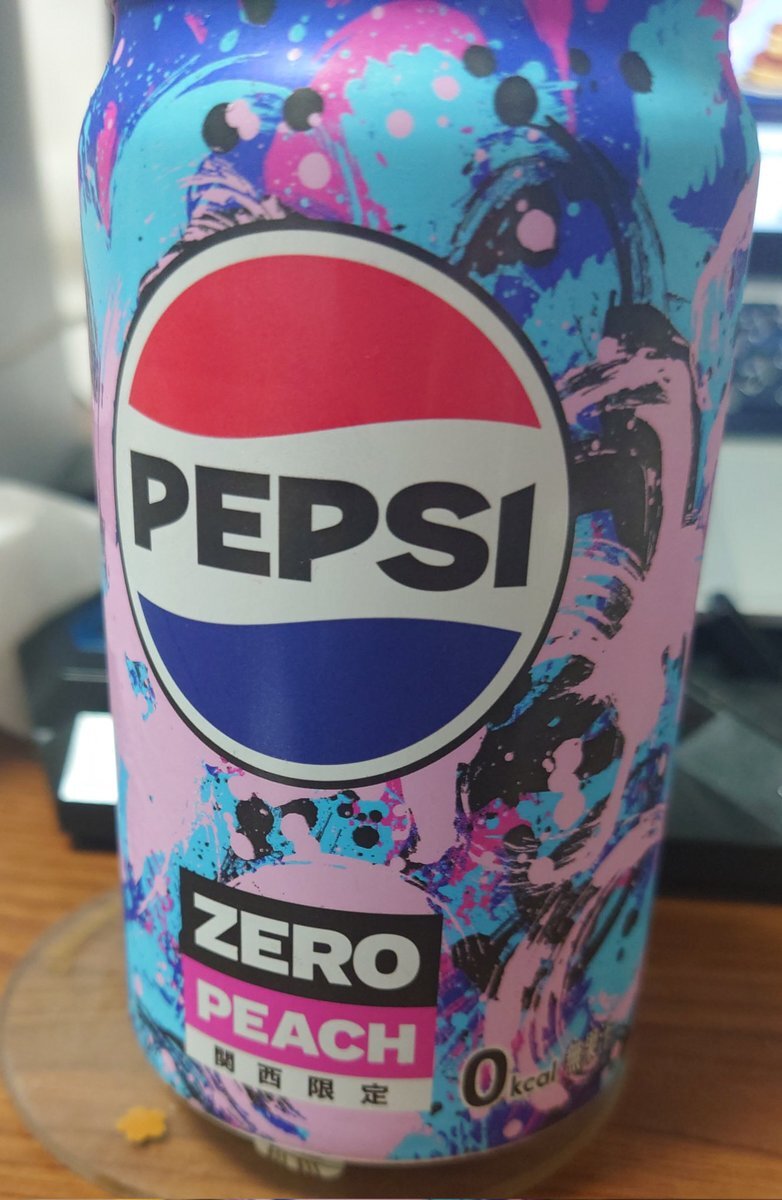 PEPSI
ZERO
PEACH
関西限定
0kcal